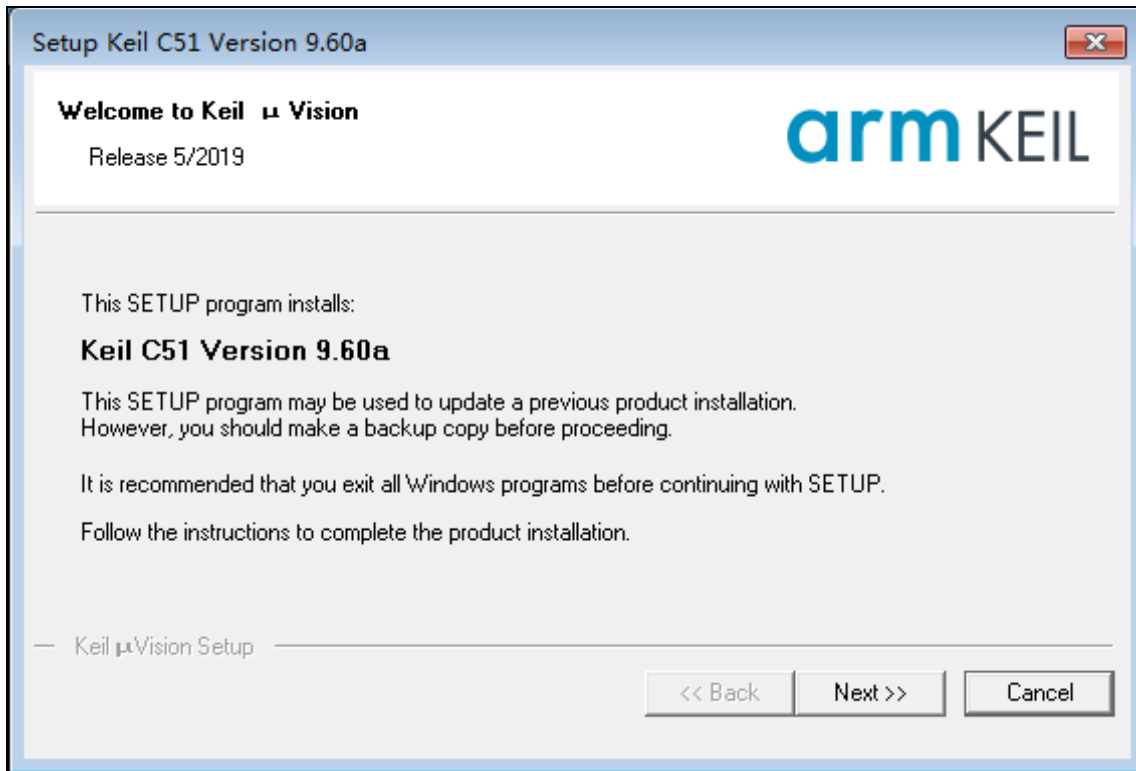 Setup Keil C51 Version 9.60a
Welcome to Keil μ Vision
Release 5/2019
arm KEIL
This SETUP program installs:
Keil C51 Version 9.60a
This SETUP program may be used to update a previous product installation.
However, you should make a backup copy before proceeding.
It is recommended that you exit all Windows programs before continuing with SETUP.
Follow the instructions to complete the product installation.
Keil μVision Setup
<< Back Next >> Cancel